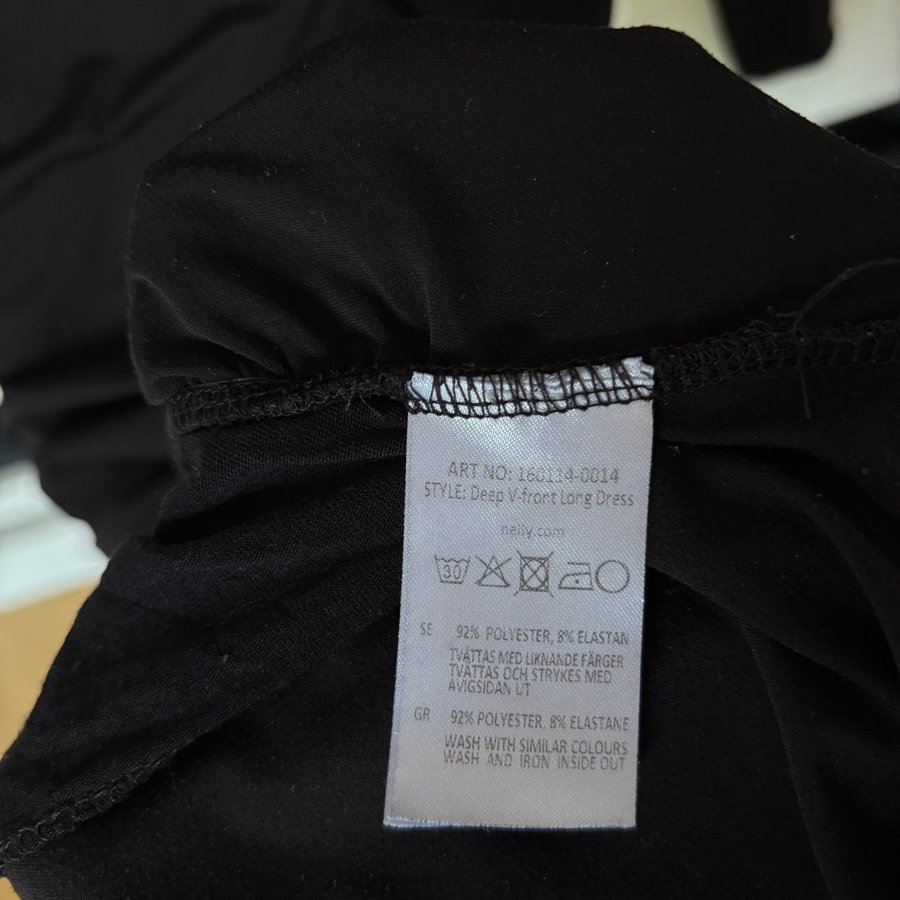 ART NO: 160114-0014
STYLE: Deep V-front Long Dress
nelly.com
30
SE 92% POLYESTER, 8% ELASTAN
TVÄTTAS MED LIKNANDE FÄRGER
TVÄTTAS OCH STRYKES MED
AVIGSIDAN UT
GR 92% POLYESTER, 8% ELASTANE
WASH WITH SIMILAR COLOURS
WASH AND IRON INSIDE OUT